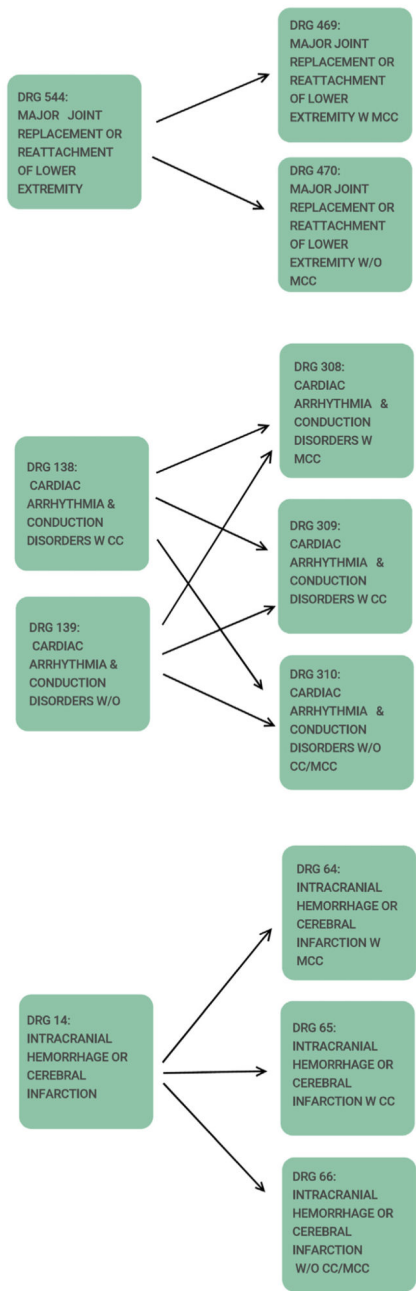 DRG 544:
MAJOR JOINT
REPLACEMENT OR
REATTACHMENT
OF LOWER
EXTREMITY
DRG 469:
MAJOR JOINT
REPLACEMENT OR
REATTACHMENT
OF LOWER
EXTREMITY W MCC
DRG 470:
MAJOR JOINT
REPLACEMENT OR
REATTACHMENT
OF LOWER
EXTREMITY W/O
MCC
DRG 138:
CARDIAC
ARRHYTHMIA &
CONDUCTION
DISORDERS W CC
DRG 139:
CARDIAC
ARRHYTHMIA &
CONDUCTION
DISORDERS W/O
DRG 308:
CARDIAC
ARRHYTHMIA &
CONDUCTION
DISORDERS W
MCC
DRG 309:
CARDIAC
ARRHYTHMIA &
CONDUCTION
DISORDERS W CC
DRG 310:
CARDIAC
ARRHYTHMIA &
CONDUCTION
DISORDERS W/O
CC/MCC
DRG 14:
INTRACRANIAL
HEMORRHAGE OR
CEREBRAL
INFARCTION
DRG 64:
INTRACRANIAL
HEMORRHAGE OR
CEREBRAL
INFARCTION W
MCC
DRG 65:
INTRACRANIAL
HEMORRHAGE OR
CEREBRAL
INFARCTION W CC
DRG 66:
INTRACRANIAL
HEMORRHAGE OR
CEREBRAL
INFARCTION
W/O CC/MCC